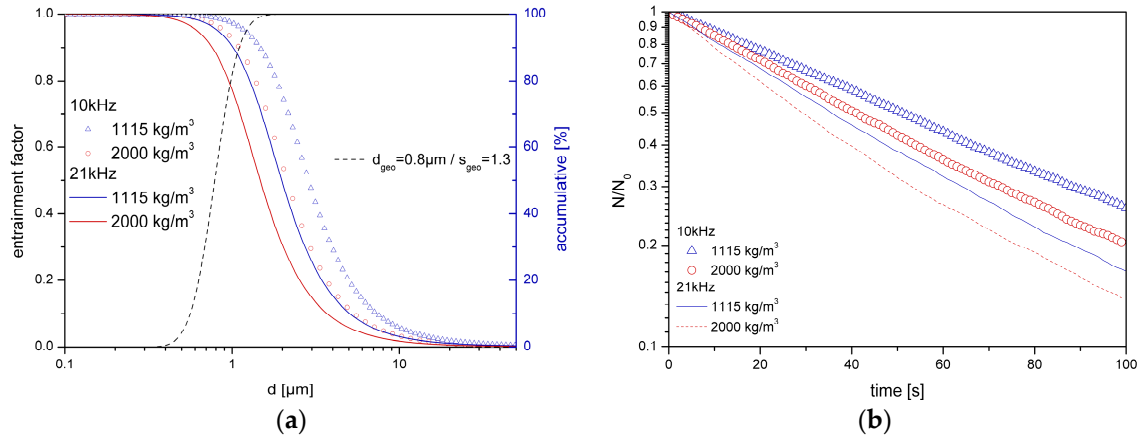 1.0
0.8
0.6
0.4
0.2
0.0
entrainment factor
10kHz
1115 kg/m³
2000 kg/m³
21kHz
1115 kg/m³
2000 kg/m³
d_geo=0.8µm / s_geo=1.3
100
80
60
40
20
0
accumulative [%]
0.1
1
10
d [µm]
(a)
1
0.9
0.8
0.7
0.6
0.5
0.4
0.3
0.2
0.1
N/N₀
10kHz
1115 kg/m³
2000 kg/m³
21kHz
1115 kg/m³
2000 kg/m³
0
20
40
60
80
100
time [s]
(b)